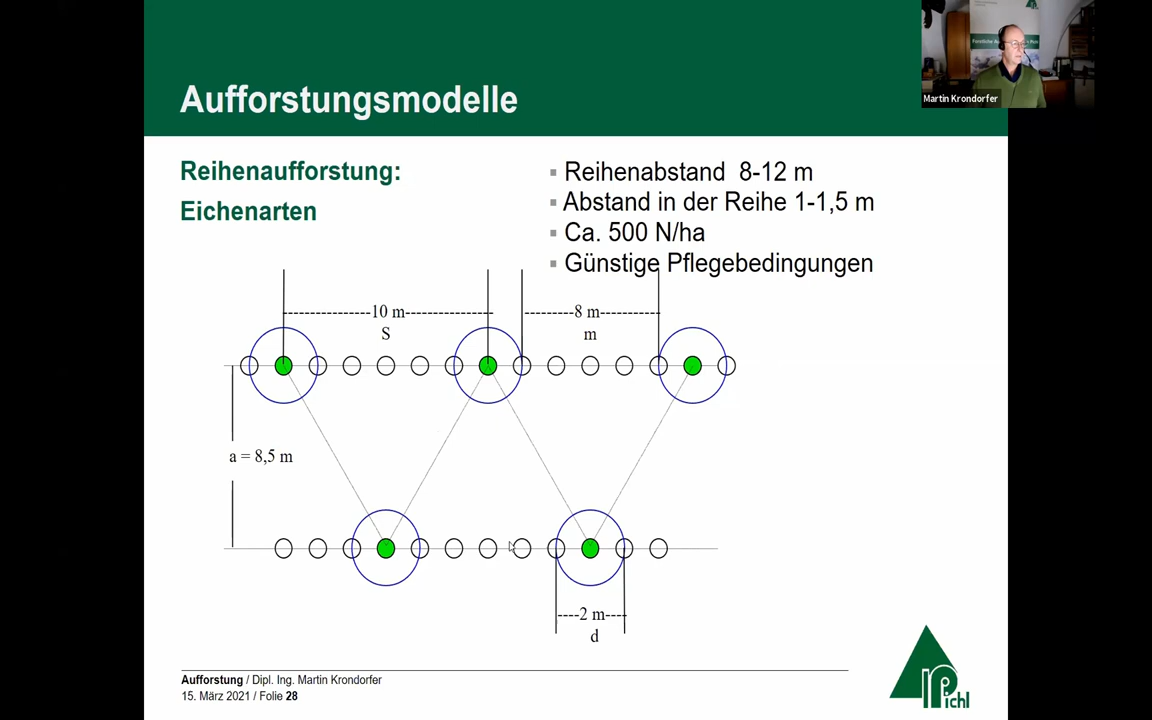 Aufforstungsmodelle
Martin Krondorfer
Reihenaufforstung:
Eichenarten
▪ Reihenabstand 8-12 m
▪ Abstand in der Reihe 1-1,5 m
▪ Ca. 500 N/ha
▪ Günstige Pflegebedingungen
-----------------10 m----------------
S
---------8 m-----------
m
a = 8,5 m
----2 m----
d
Aufforstung / Dipl. Ing. Martin Krondorfer
15. März 2021 / Folie 28
Pichl